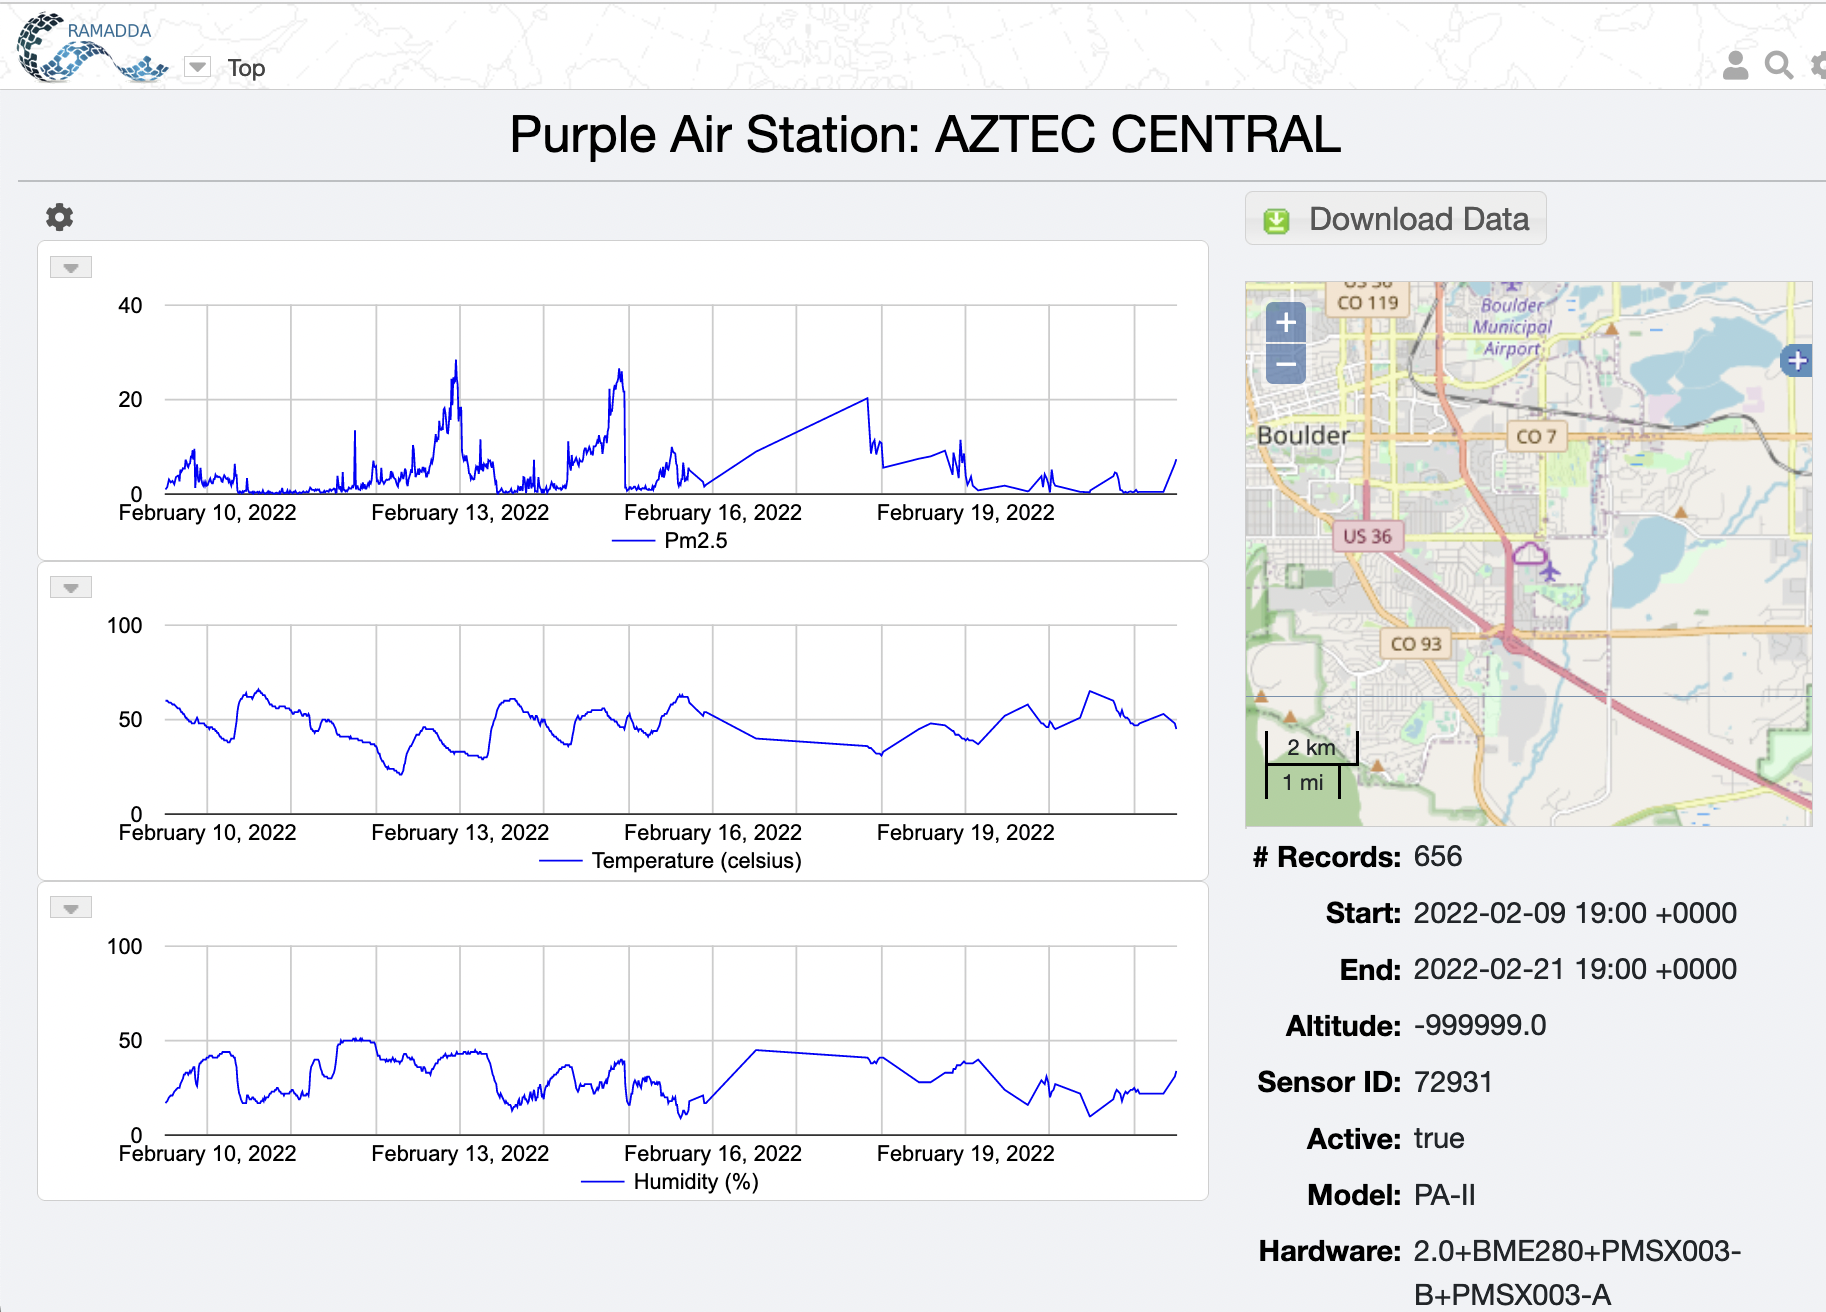 RAMADDA
Top
Purple Air Station: AZTEC CENTRAL
40
20
0
February 10, 2022 February 13, 2022 February 16, 2022 February 19, 2022
Pm2.5
100
50
0
February 10, 2022 February 13, 2022 February 16, 2022 February 19, 2022
Temperature (celsius)
100
50
0
February 10, 2022 February 13, 2022 February 16, 2022 February 19, 2022
Humidity (%)
Download Data
+
−
+
US 36
CO 119
Boulder
Municipal
Airport
Boulder
CO 7
US 36
CO 93
2 km
1 mi
# Records: 656
Start: 2022-02-09 19:00 +0000
End: 2022-02-21 19:00 +0000
Altitude: -999999.0
Sensor ID: 72931
Active: true
Model: PA-II
Hardware: 2.0+BME280+PMSX003-
B+PMSX003-A